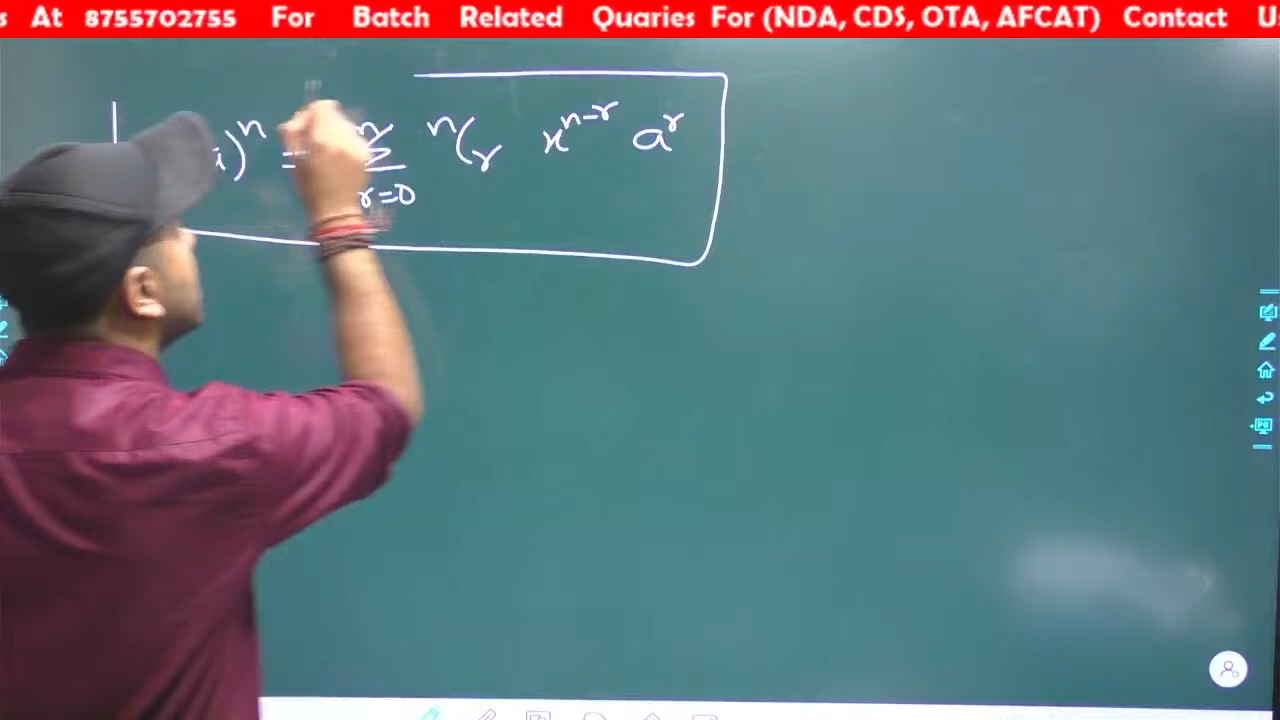 At 8755702755 For Batch Related Quaries For (NDA, CDS, OTA, AFCAT) Contact
)ⁿ = Σ ⁿCᵣ xⁿ⁻ʳ aʳ
r=0